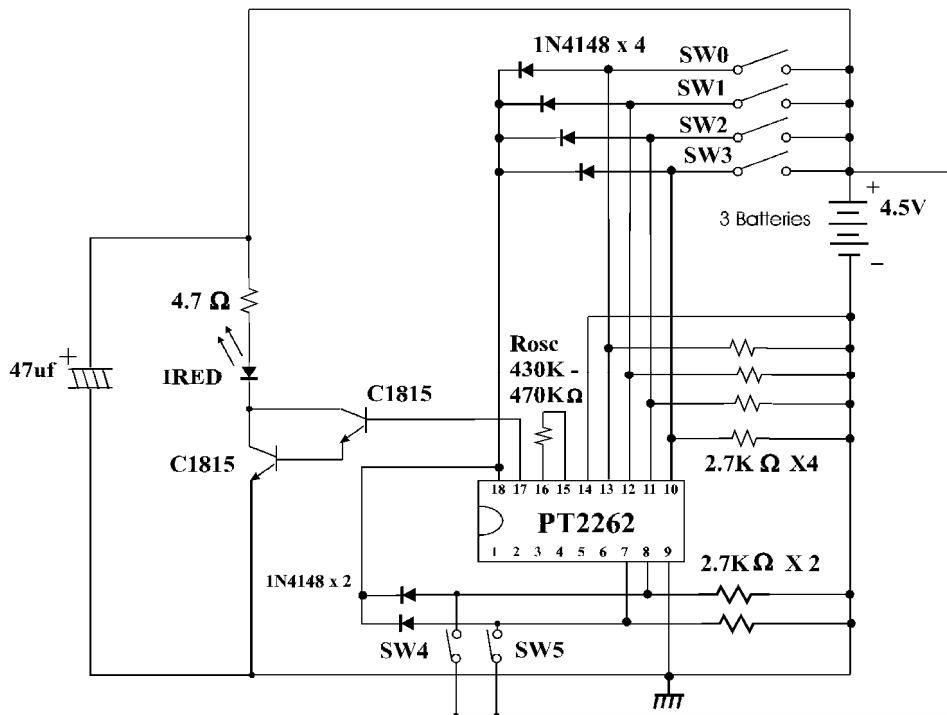 1N4148 x 4
SW0
SW1
SW2
SW3
+
4.5V
3 Batteries
−
4.7 Ω
Rosc
430K -
470KΩ
+
47uf
IRED
C1815
C1815
2.7K Ω X4
18 17 16 15 14 13 12 11 10
PT2262
1 2 3 4 5 6 7 8 9
2.7K Ω X 2
1N4148 x 2
SW4
SW5